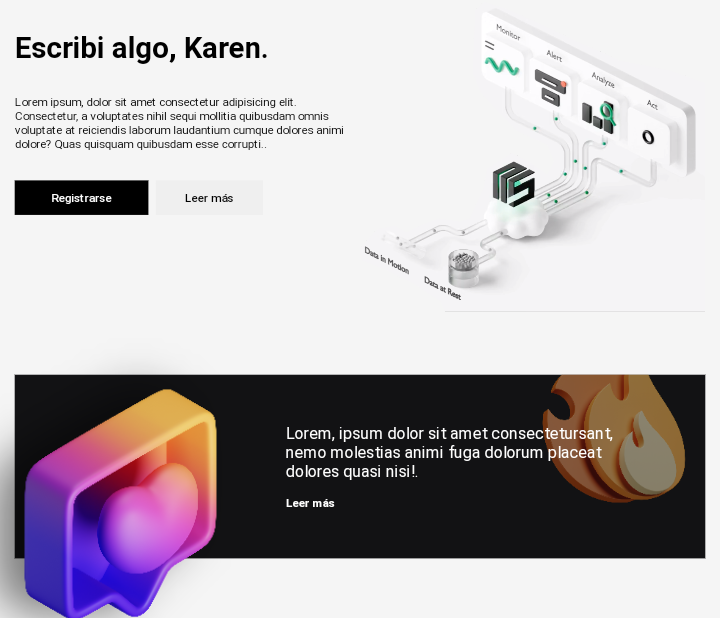 Escribi algo, Karen.
Lorem ipsum, dolor sit amet consectetur adipisicing elit.
Consectetur, a voluptates nihil sequi mollitia quibusdam omnis
voluptate at reiciendis laborum laudantium cumque dolores animi
dolore? Quas quisquam quibusdam esse corrupti..
Registrarse
Leer más
Monitor
Alert
Analyze
Act
Data in Motion
Data at Rest
Lorem, ipsum dolor sit amet consectetursant,
nemo molestias animi fuga dolorum placeat
dolores quasi nisi!.
Leer más